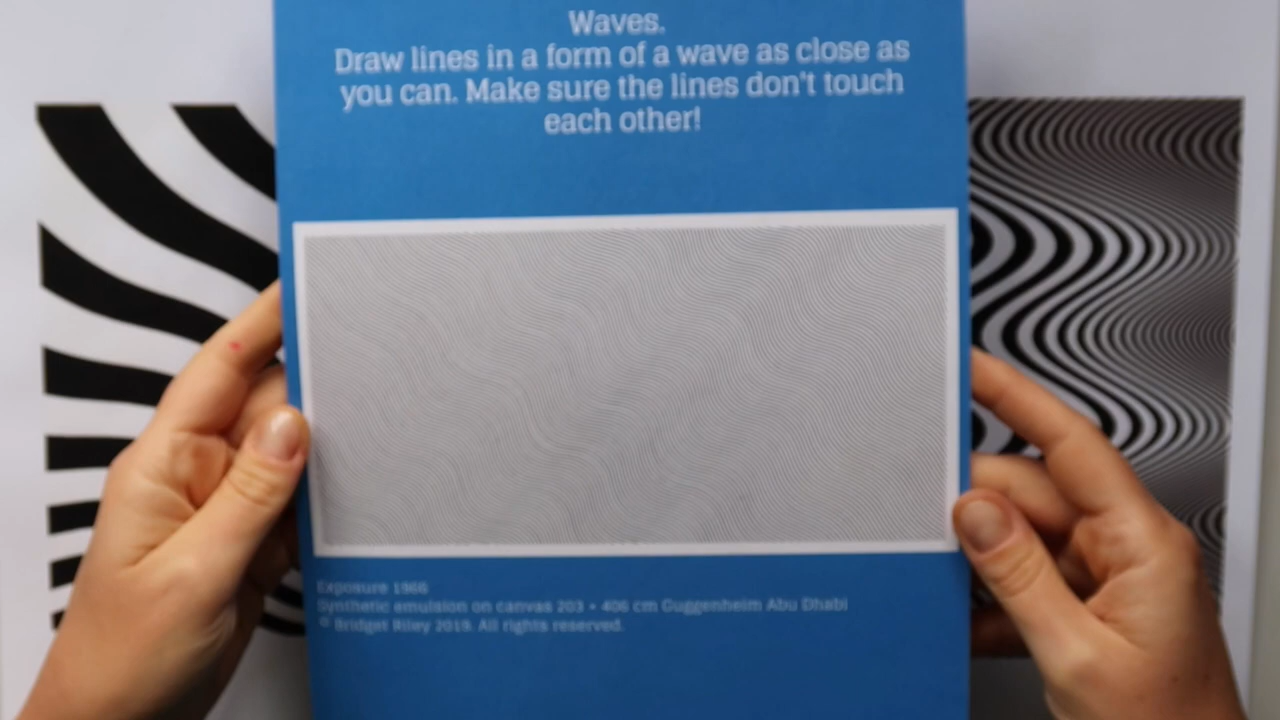 Waves.
Draw lines in a form of a wave as close as
you can. Make sure the lines don't touch
each other!
Exposure 1966
Synthetic emulsion on canvas 203 × 406 cm Guggenheim Abu Dhabi
© Bridget Riley 2019. All rights reserved.